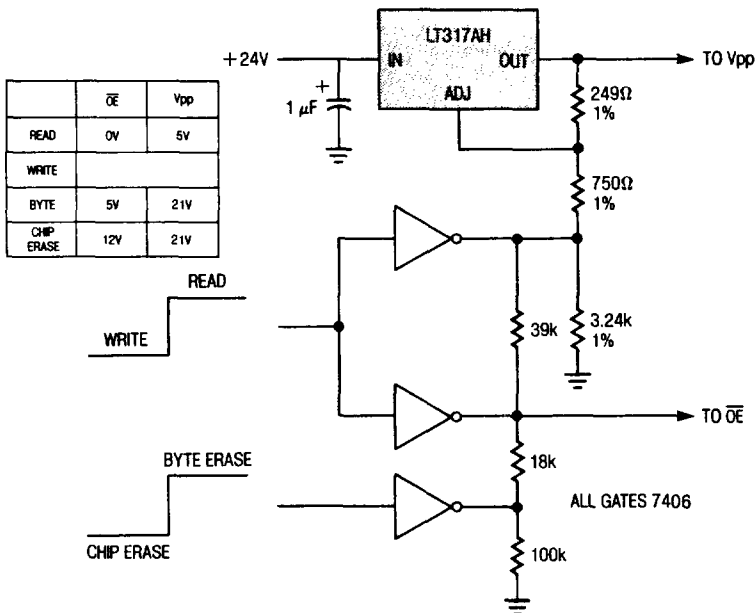 LT317AH
+24V
IN
OUT
TO Vpp
ADJ
+
1 µF
249Ω
1%
OE Vpp
READ 0V 5V
WRITE
BYTE 5V 21V
CHIP
ERASE 12V 21V
750Ω
1%
READ
WRITE
39k
3.24k
1%
TO OE
BYTE ERASE
18k
ALL GATES 7406
CHIP ERASE
100k